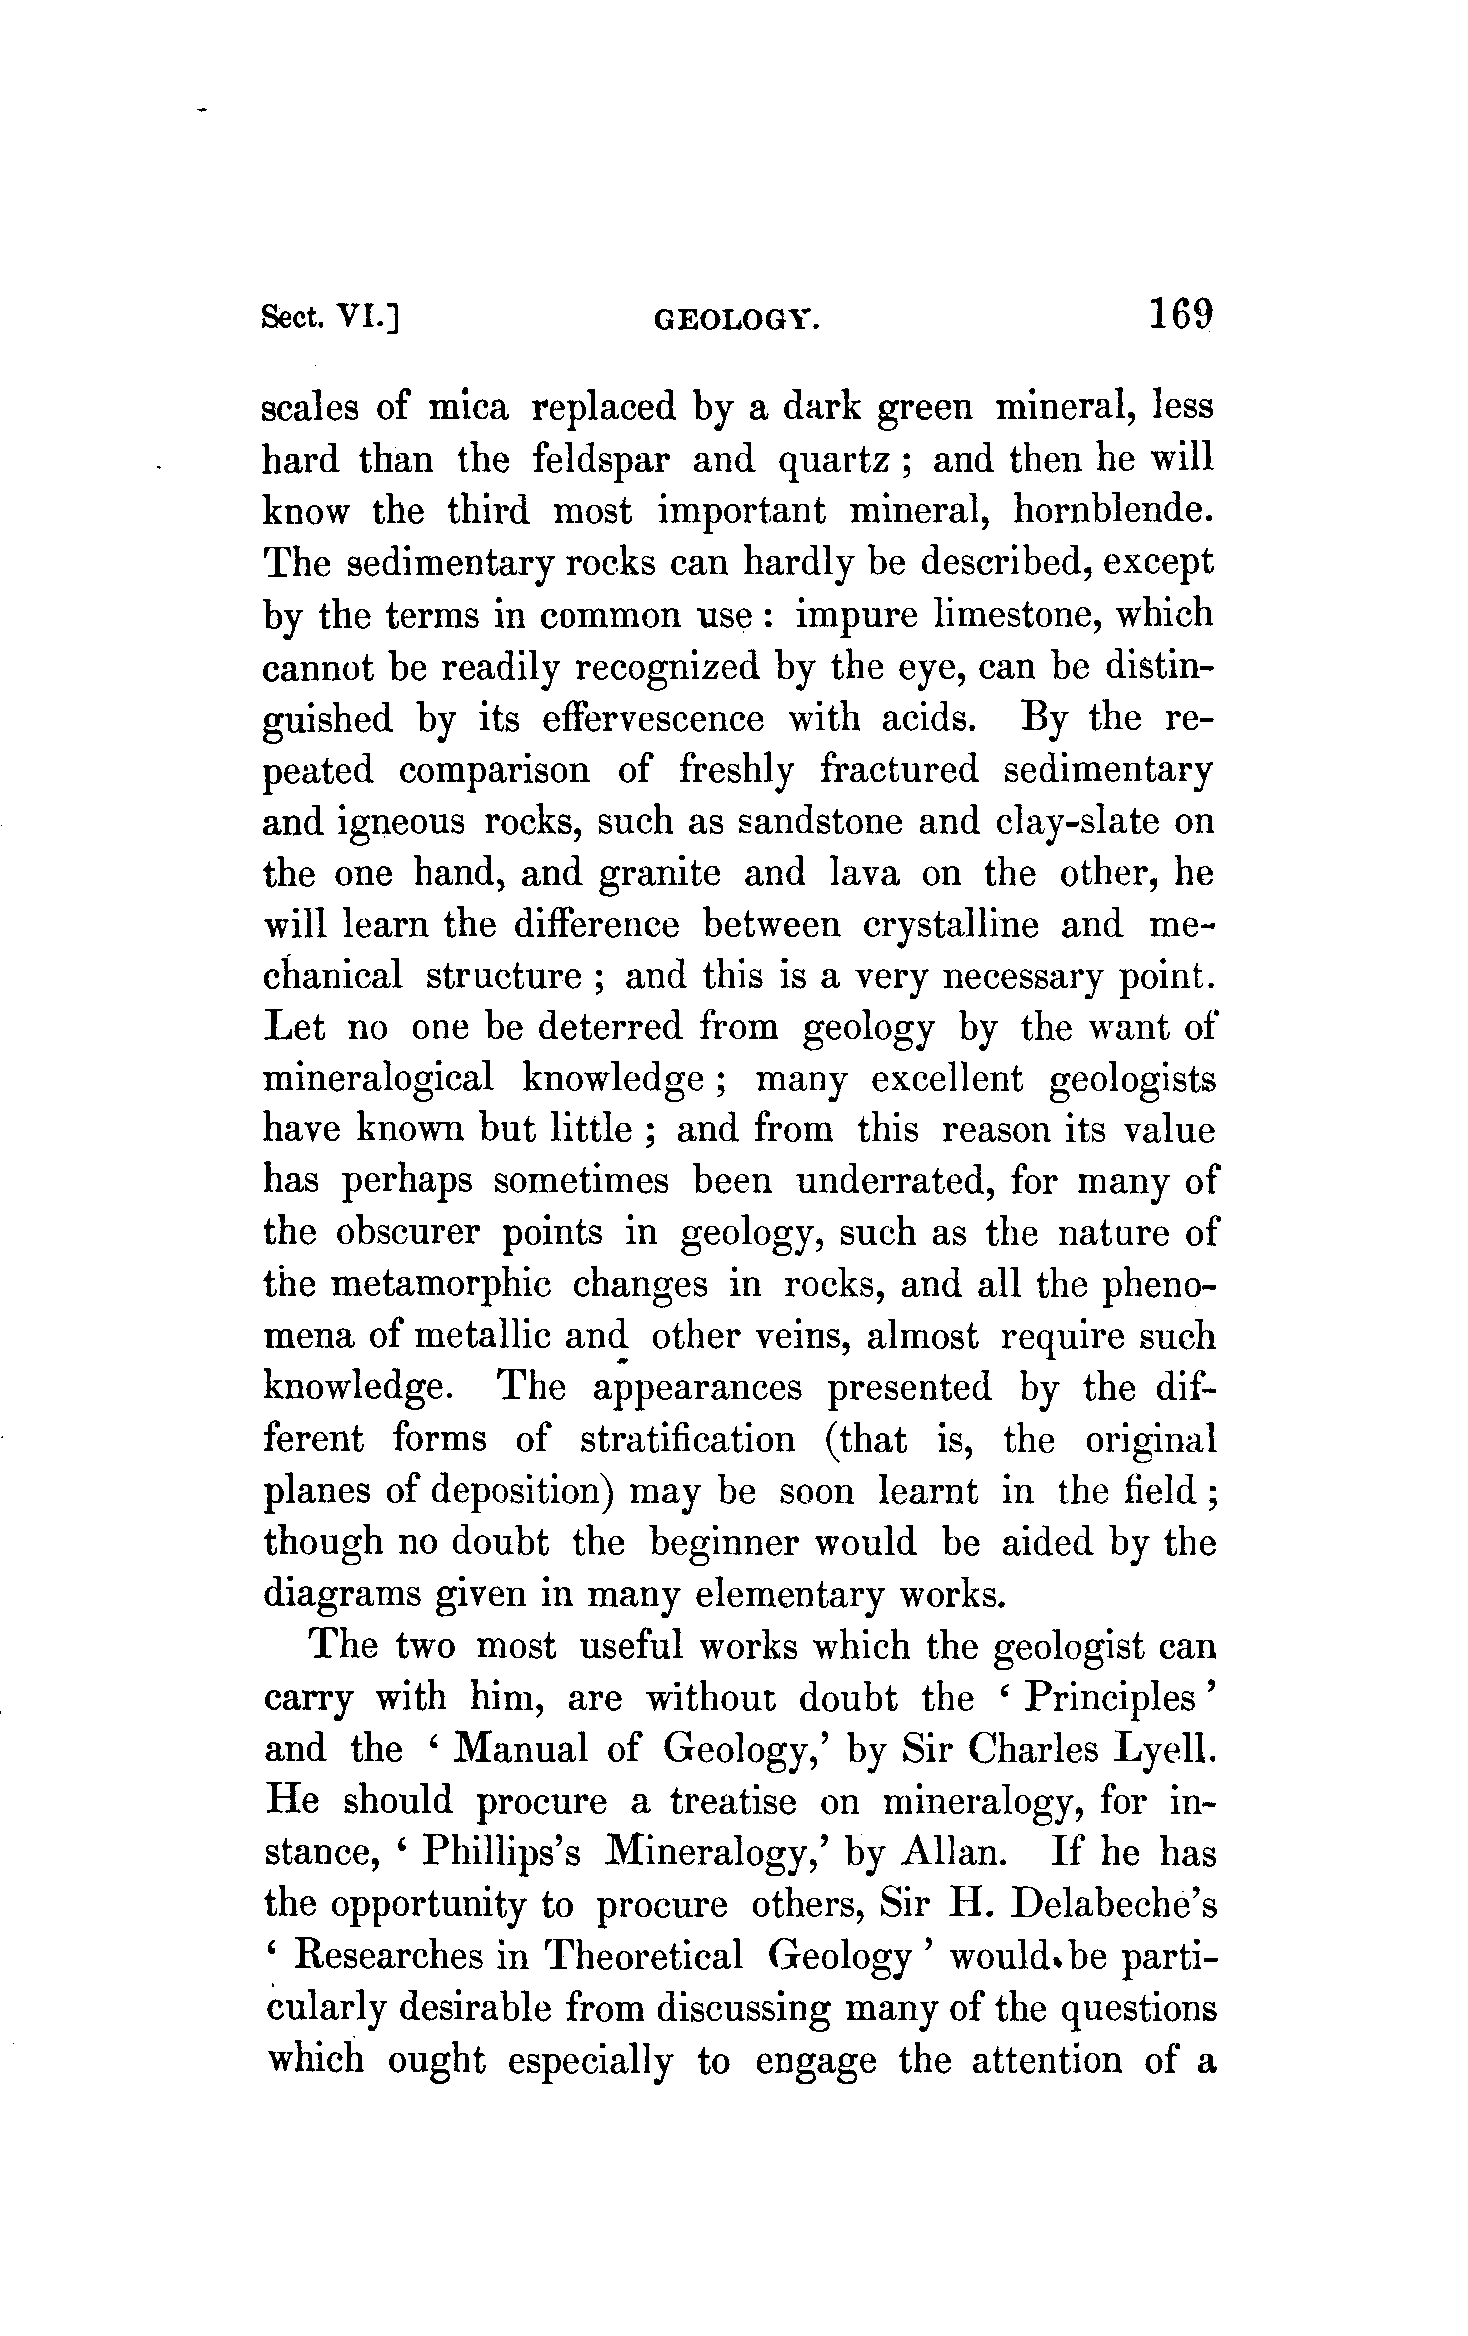 Sect. VI.] GEOLOGY. 169
scales of mica replaced by a dark green mineral, less
hard than the feldspar and quartz ; and then he will
know the third most important mineral, hornblende.
The sedimentary rocks can hardly be described, except
by the terms in common use : impure limestone, which
cannot be readily recognized by the eye, can be distin-
guished by its effervescence with acids. By the re-
peated comparison of freshly fractured sedimentary
and igneous rocks, such as sandstone and clay-slate on
the one hand, and granite and lava on the other, he
will learn the difference between crystalline and me-
chanical structure ; and this is a very necessary point.
Let no one be deterred from geology by the want of
mineralogical knowledge ; many excellent geologists
have known but little ; and from this reason its value
has perhaps sometimes been underrated, for many of
the obscurer points in geology, such as the nature of
the metamorphic changes in rocks, and all the pheno-
mena of metallic and other veins, almost require such
knowledge. The appearances presented by the dif-
ferent forms of stratification (that is, the original
planes of deposition) may be soon learnt in the field ;
though no doubt the beginner would be aided by the
diagrams given in many elementary works.
The two most useful works which the geologist can
carry with him, are without doubt the ‘ Principles ’
and the ‘ Manual of Geology,’ by Sir Charles Lyell.
He should procure a treatise on mineralogy, for in-
stance, ‘ Phillips’s Mineralogy,’ by Allan. If he has
the opportunity to procure others, Sir H. Delabeche’s
‘ Researches in Theoretical Geology ’ would be parti-
cularly desirable from discussing many of the questions
which ought especially to engage the attention of a